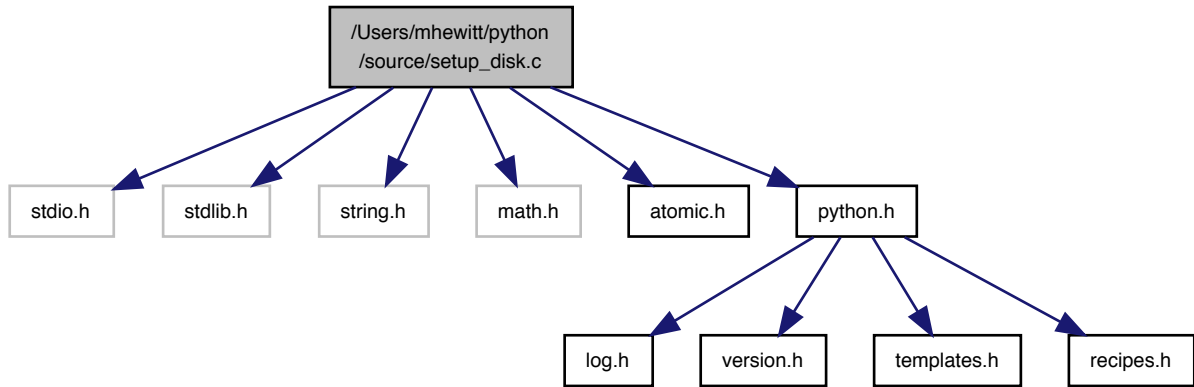 /Users/mhewitt/python
/source/setup_disk.c
stdio.h
stdlib.h
string.h
math.h
atomic.h
python.h
log.h
version.h
templates.h
recipes.h